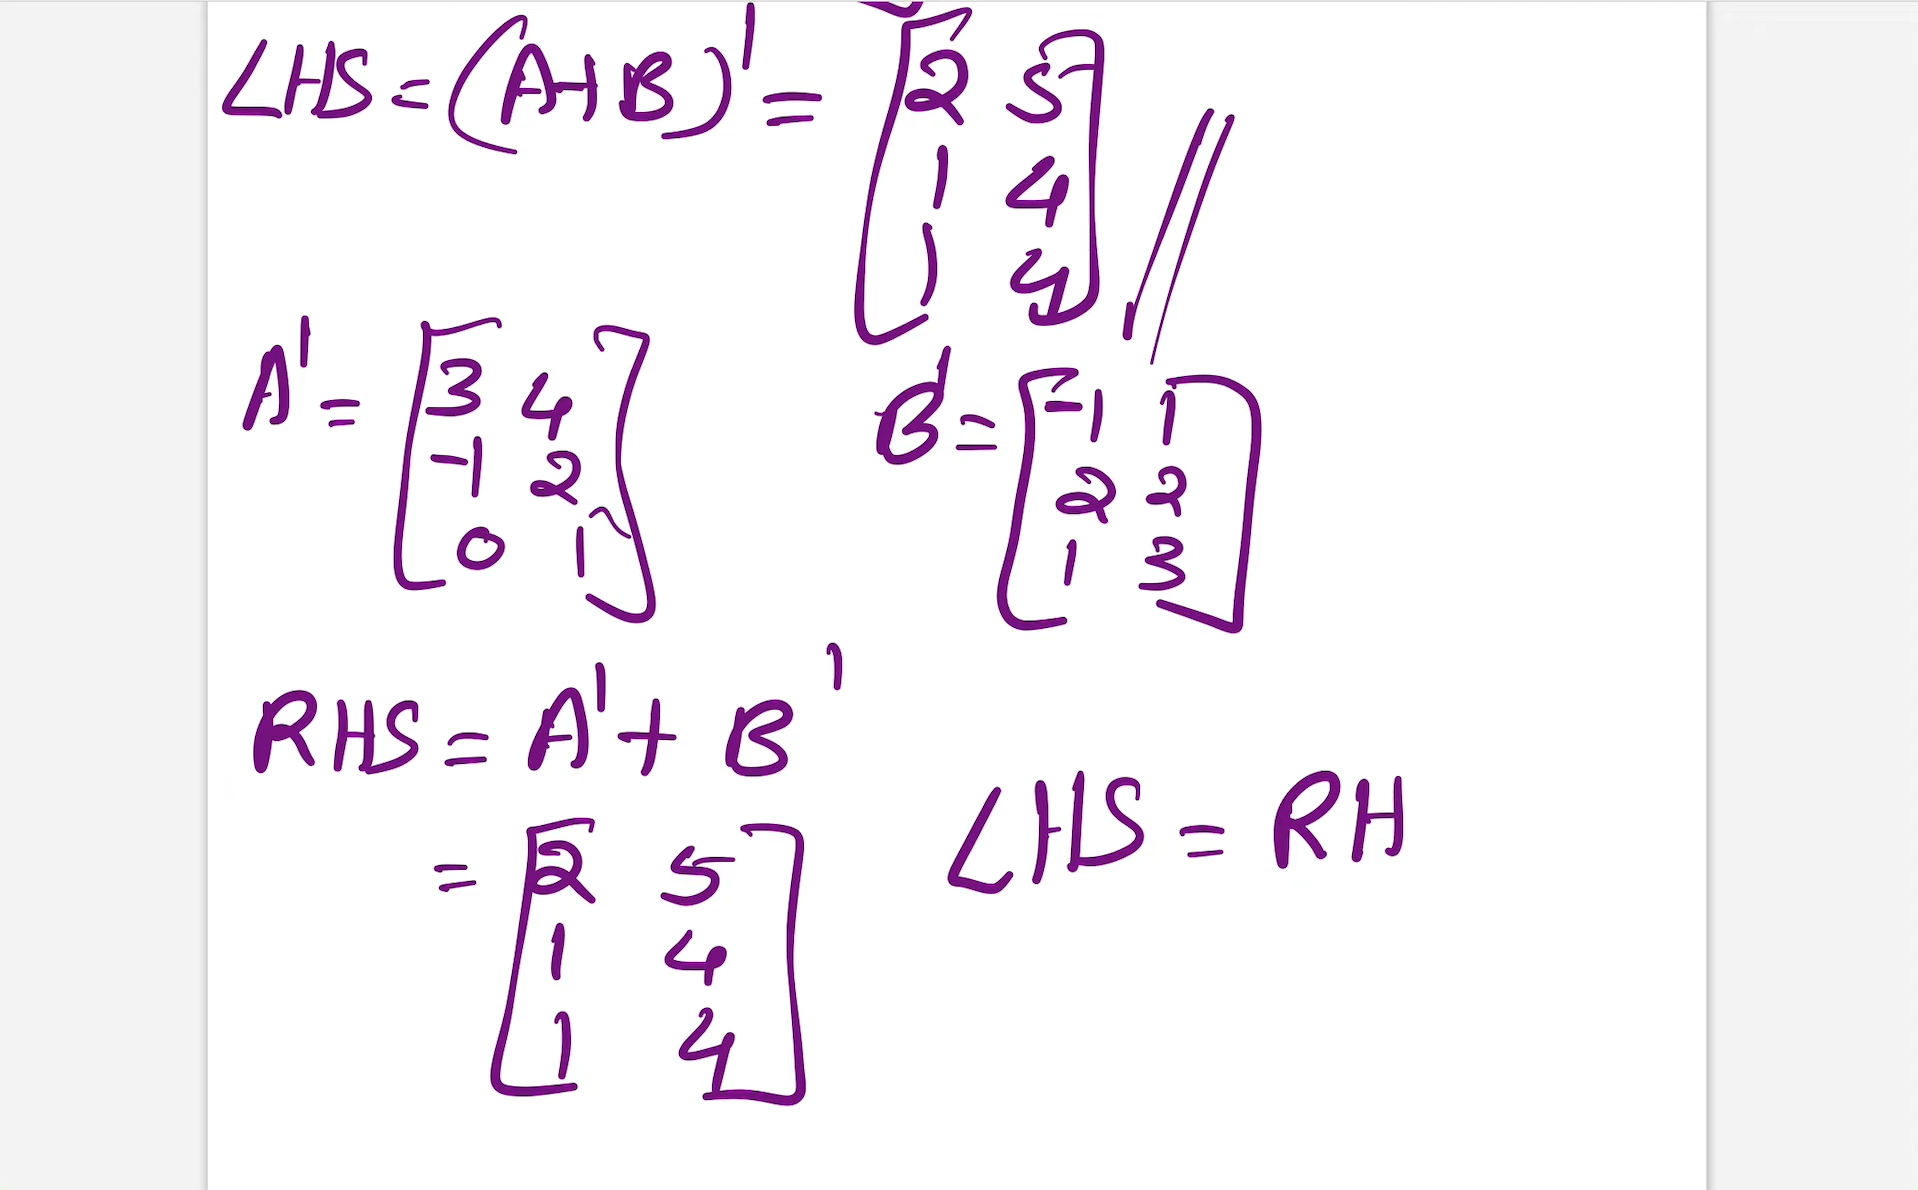 LHS = (A+B)' = [2 5
1 4
1 4]
A' = [3 4
-1 2
0 1]
B' = [-1 1
2 2
1 3]
RHS = A' + B'
= [2 5
1 4
1 4]
LHS = RH